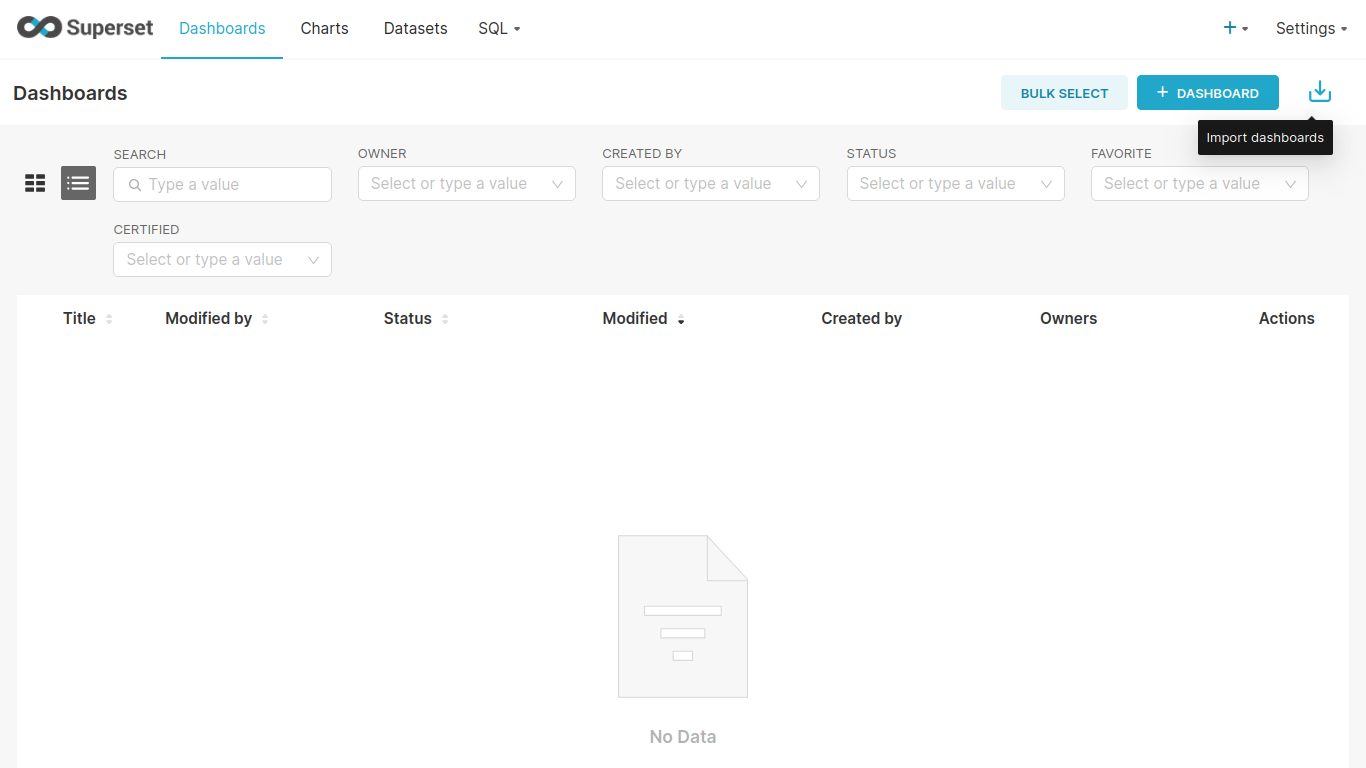 Superset Dashboards Charts Datasets SQL Settings
Dashboards BULK SELECT + DASHBOARD
Import dashboards
SEARCH OWNER CREATED BY STATUS FAVORITE
Type a value Select or type a value Select or type a value Select or type a value Select or type a value
CERTIFIED
Select or type a value
Title Modified by Status Modified Created by Owners Actions
No Data